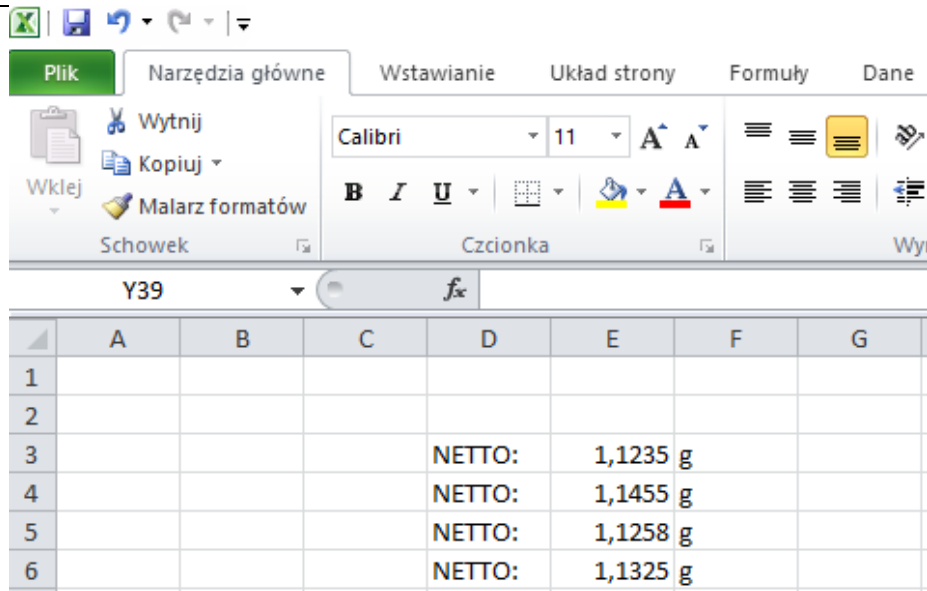 Plik Narzędzia główne Wstawianie Układ strony Formuły Dane
Wklej
Wytnij
Kopiuj
Malarz formatów
Schowek
Calibri 11 A A
B I U A
Czcionka
Y39 fx
A B C D E F G
1
2
3 NETTO: 1,1235 g
4 NETTO: 1,1455 g
5 NETTO: 1,1258 g
6 NETTO: 1,1325 g